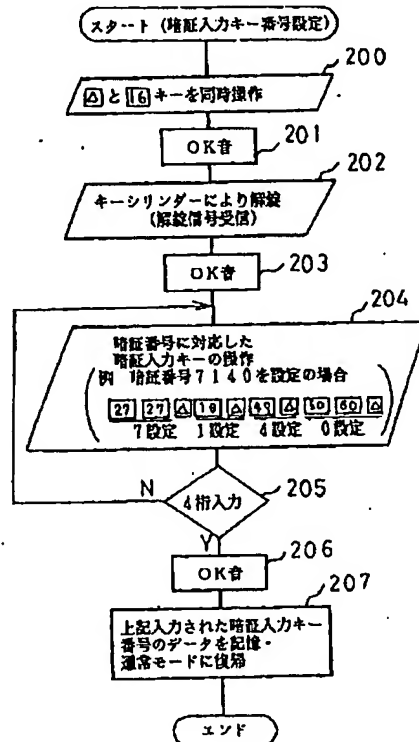 スタート(暗証入力キー番号設定)
200
△と16キーを同時操作
201
OK音
202
キーシリンダーにより解錠
(解錠信号受信)
203
OK音
204
暗証番号に対応した
暗証入力キーの操作
例 暗証番号7140を設定の場合
27 27 △ 16 △ 49 △ 50 60 △
7設定 1設定 4設定 0設定
N
4桁入力
205
Y
206
OK音
207
上記入力された暗証入力キー
番号のデータを記憶・
通常モードに復帰
エンド